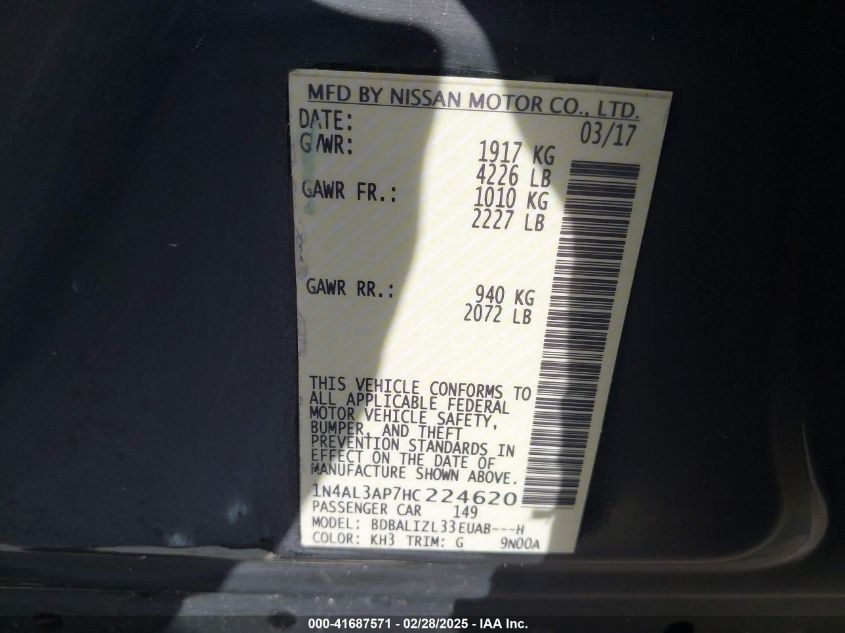 MFD BY NISSAN MOTOR CO., LTD.
DATE: 03/17
GVWR: 1917 KG
4226 LB
GAWR FR.: 1010 KG
2227 LB
GAWR RR.: 940 KG
2072 LB
THIS VEHICLE CONFORMS TO
ALL APPLICABLE FEDERAL
MOTOR VEHICLE SAFETY,
BUMPER, AND THEFT
PREVENTION STANDARDS IN
EFFECT ON THE DATE OF
MANUFACTURE SHOWN ABOVE.
1N4AL3AP7HC224620
PASSENGER CAR 149
MODEL: BDBALIZL33EUAB---H
COLOR: KH3 TRIM: G 9N00A
000-41687571 / 02/28/2025 - IAA Inc.